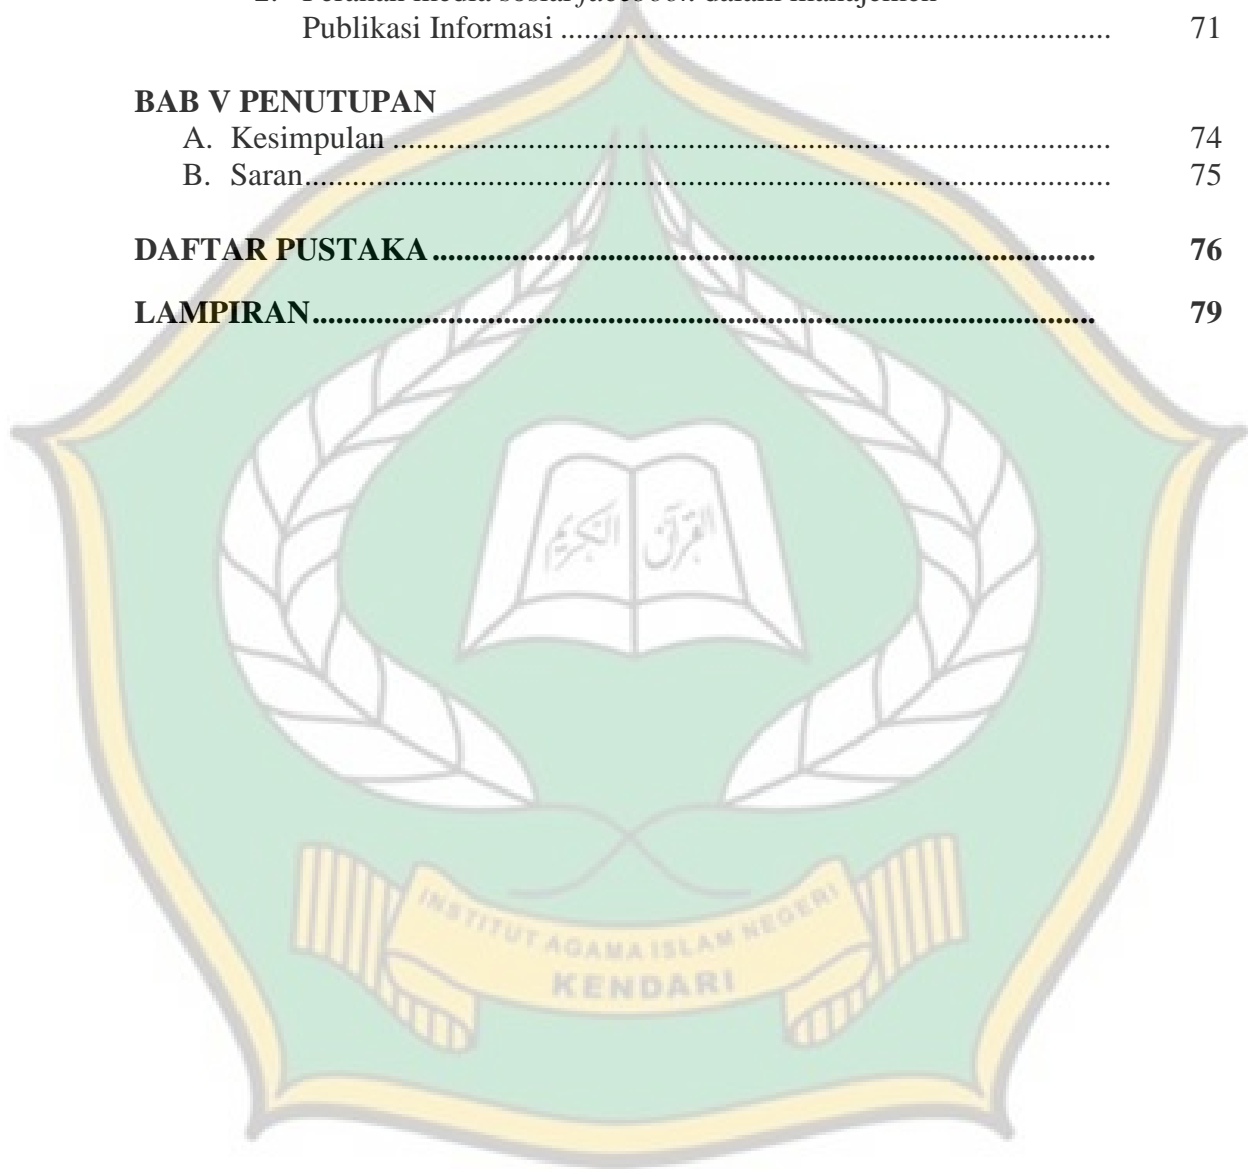 2. Peranan media sosial facebook dalam manajemen
Publikasi Informasi ...................................................................... 71
BAB V PENUTUPAN
A. Kesimpulan ........................................................................................... 74
B. Saran....................................................................................................... 75
DAFTAR PUSTAKA .................................................................................... 76
LAMPIRAN................................................................................................... 79
القرآن الكريم
INSTITUT AGAMA ISLAM NEGERI
KENDARI